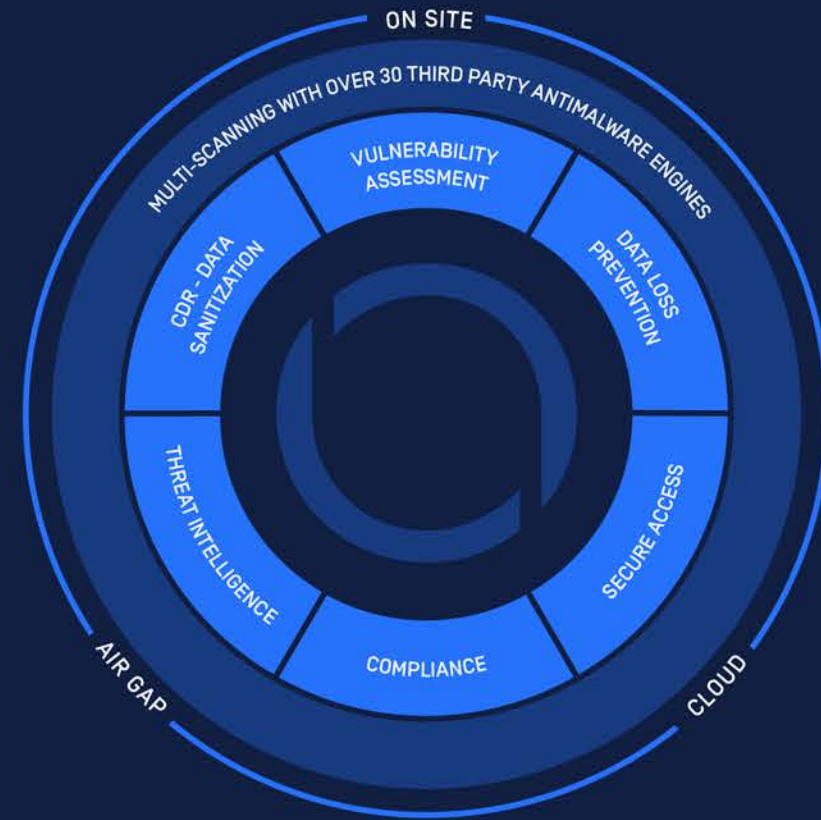 ON SITE
MULTI-SCANNING WITH OVER 30 THIRD PARTY ANTIMALWARE ENGINES
VULNERABILITY
ASSESSMENT
DATA LOSS
PREVENTION
SECURE ACCESS
COMPLIANCE
THREAT INTELLIGENCE
CDR - DATA
SANITIZATION
AIR GAP
CLOUD